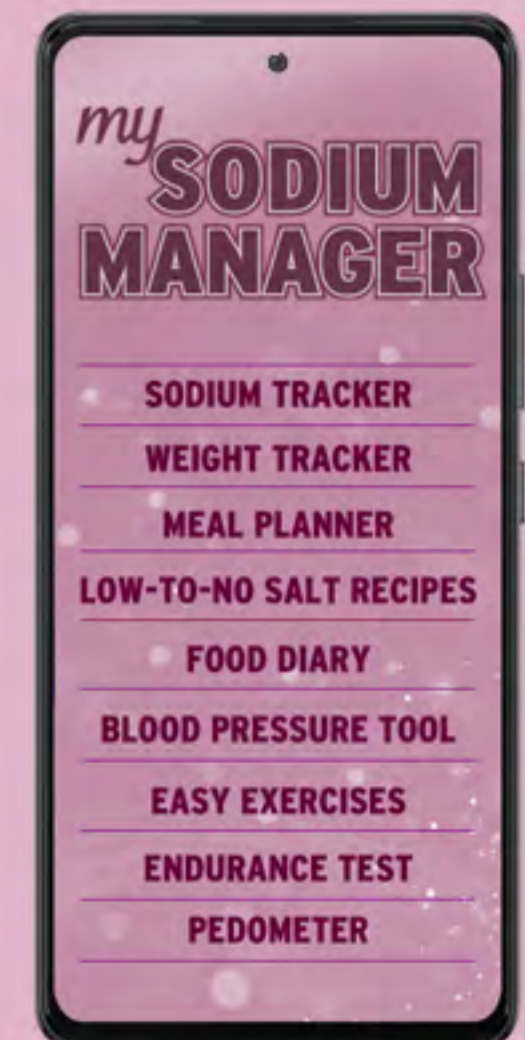 my
SODIUM
MANAGER
SODIUM TRACKER
WEIGHT TRACKER
MEAL PLANNER
LOW-TO-NO SALT RECIPES
FOOD DIARY
BLOOD PRESSURE TOOL
EASY EXERCISES
ENDURANCE TEST
PEDOMETER